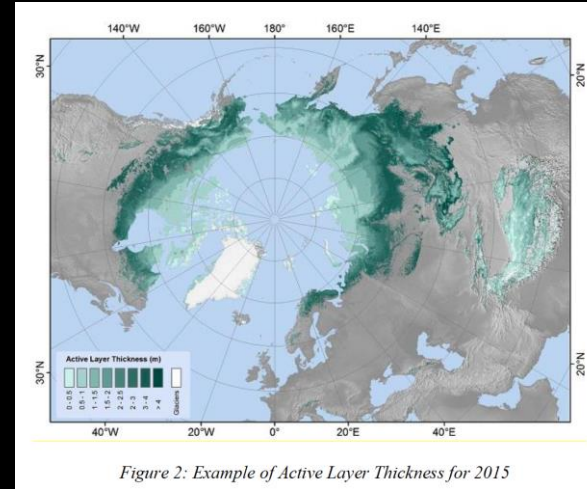 140°W 160°W 180° 160°E 140°E
30°N
20°N
Active Layer Thickness (m)
0 - 0.5
0.5 - 1
1 - 1.5
1.5 - 2
2 - 2.5
2 - 3
3 - 4
> 4
Glaciers
30°N
20°N
40°W 20°W 0° 20°E 40°E
Figure 2: Example of Active Layer Thickness for 2015